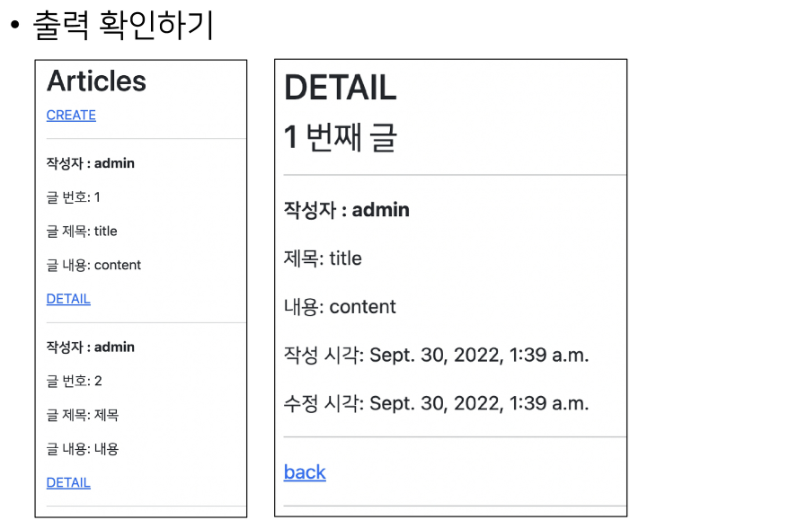 • 출력 확인하기
Articles
CREATE
작성자 : admin
글 번호: 1
글 제목: title
글 내용: content
DETAIL
작성자 : admin
글 번호: 2
글 제목: 제목
글 내용: 내용
DETAIL
DETAIL
1 번째 글
작성자 : admin
제목: title
내용: content
작성 시각: Sept. 30, 2022, 1:39 a.m.
수정 시각: Sept. 30, 2022, 1:39 a.m.
back